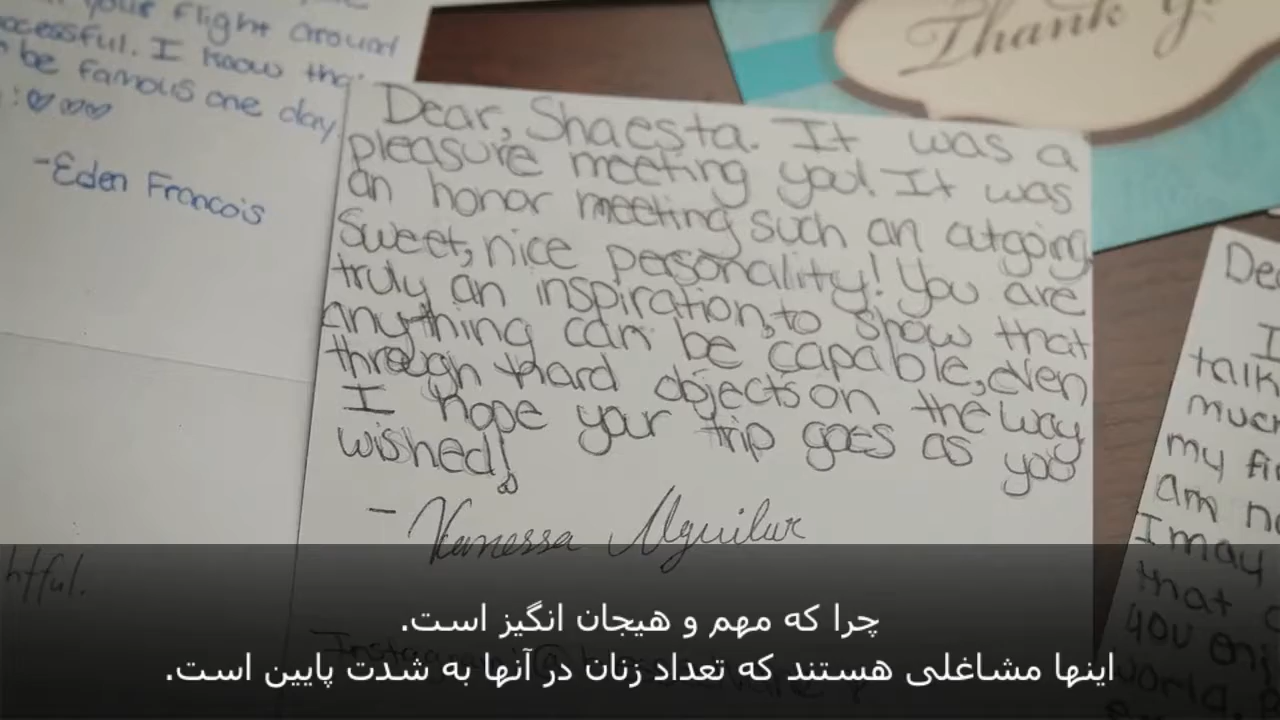 your flight around
I know tha
be famous one day.
:♡♡♡
-Eden Francois
htful.
Thank
Dear, Shaesta. It was a
pleasure meeting you! It was
an honor meeting such an outgoing,
sweet, nice personality! You are
truly an inspiration, to show that
anything can be capable, even
through hard objects on the way.
I hope your trip goes as you
wished!
- Vanessa Aguilar
I
talk
my
am
I may
that
you
world,
چرا که مهم و هیجان انگیز است.
اینها مشاغلی هستند که تعداد زنان در آنها به شدت پایین است.